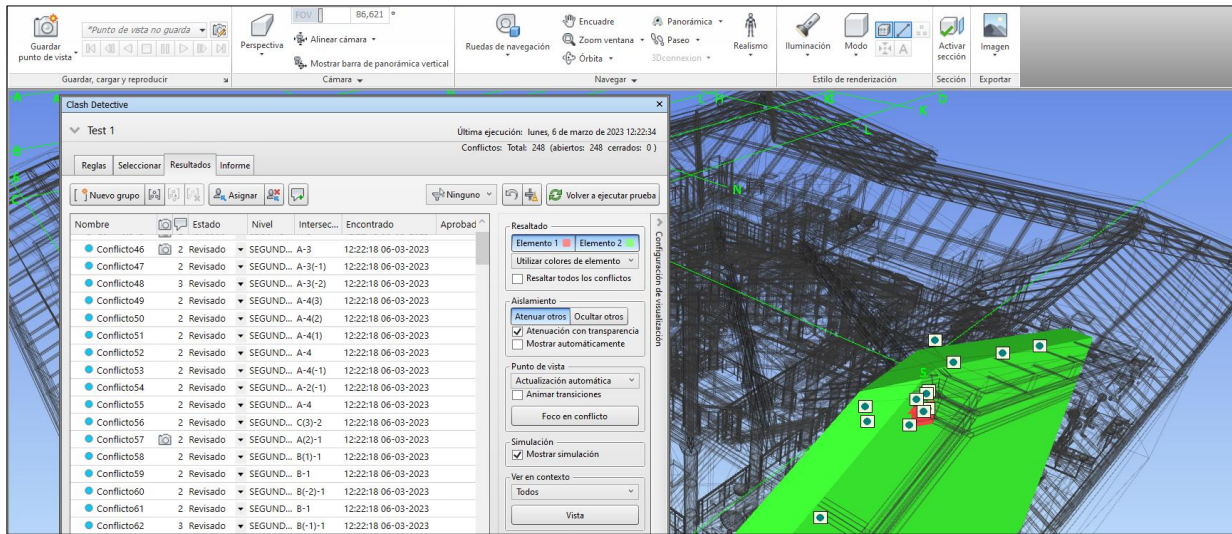 *Punto de vista no guarda
Guardar punto de vista
Guardar, cargar y reproducir
Perspectiva
FOV 86,621 °
Alinear cámara
Mostrar barra de panorámica vertical
Cámara
Ruedas de navegación
Encuadre
Zoom ventana
Órbita
Panorámica
Paseo
3Dconnexion
Realismo
Navegar
Iluminación
Modo
Estilo de renderización
Activar sección
Sección
Imagen
Exportar
Clash Detective
Test 1
Última ejecución: lunes, 6 de marzo de 2023 12:22:34
Conflictos: Total: 248 (abiertos: 248 cerrados: 0 )
Reglas Seleccionar Resultados Informe
Nuevo grupo Asignar Ninguno Volver a ejecutar prueba
Nombre Estado Nivel Intersec... Encontrado Aprobad
Conflicto46 2 Revisado SEGUND... A-3 12:22:18 06-03-2023
Conflicto47 2 Revisado SEGUND... A-3(-1) 12:22:18 06-03-2023
Conflicto48 3 Revisado SEGUND... A-3(-2) 12:22:18 06-03-2023
Conflicto49 2 Revisado SEGUND... A-4(3) 12:22:18 06-03-2023
Conflicto50 2 Revisado SEGUND... A-4(2) 12:22:18 06-03-2023
Conflicto51 2 Revisado SEGUND... A-4(1) 12:22:18 06-03-2023
Conflicto52 2 Revisado SEGUND... A-4 12:22:18 06-03-2023
Conflicto53 2 Revisado SEGUND... A-4(-1) 12:22:18 06-03-2023
Conflicto54 2 Revisado SEGUND... A-2(-1) 12:22:18 06-03-2023
Conflicto55 2 Revisado SEGUND... A-4 12:22:18 06-03-2023
Conflicto56 2 Revisado SEGUND... C(3)-2 12:22:18 06-03-2023
Conflicto57 2 Revisado SEGUND... A(2)-1 12:22:18 06-03-2023
Conflicto58 2 Revisado SEGUND... B(1)-1 12:22:18 06-03-2023
Conflicto59 2 Revisado SEGUND... B-1 12:22:18 06-03-2023
Conflicto60 2 Revisado SEGUND... B(-2)-1 12:22:18 06-03-2023
Conflicto61 2 Revisado SEGUND... B-1 12:22:18 06-03-2023
Conflicto62 3 Revisado SEGUND... B(-1)-1 12:22:18 06-03-2023
Resaltado
Elemento 1 Elemento 2
Utilizar colores de elemento
Resaltar todos los conflictos
Aislamiento
Atenuar otros Ocultar otros
Atenuación con transparencia
Mostrar automáticamente
Punto de vista
Actualización automática
Animar transiciones
Foco en conflicto
Simulación
Mostrar simulación
Ver en contexto
Todos
Vista
Configuración de visualización
K
L
N